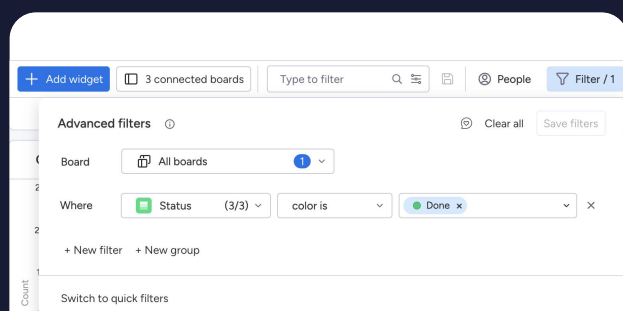 + Add widget
3 connected boards
Type to filter
People
Filter / 1
Advanced filters
Clear all
Save filters
Board
All boards
1
Where
Status (3/3)
color is
Done ×
+ New filter
+ New group
Count
Switch to quick filters